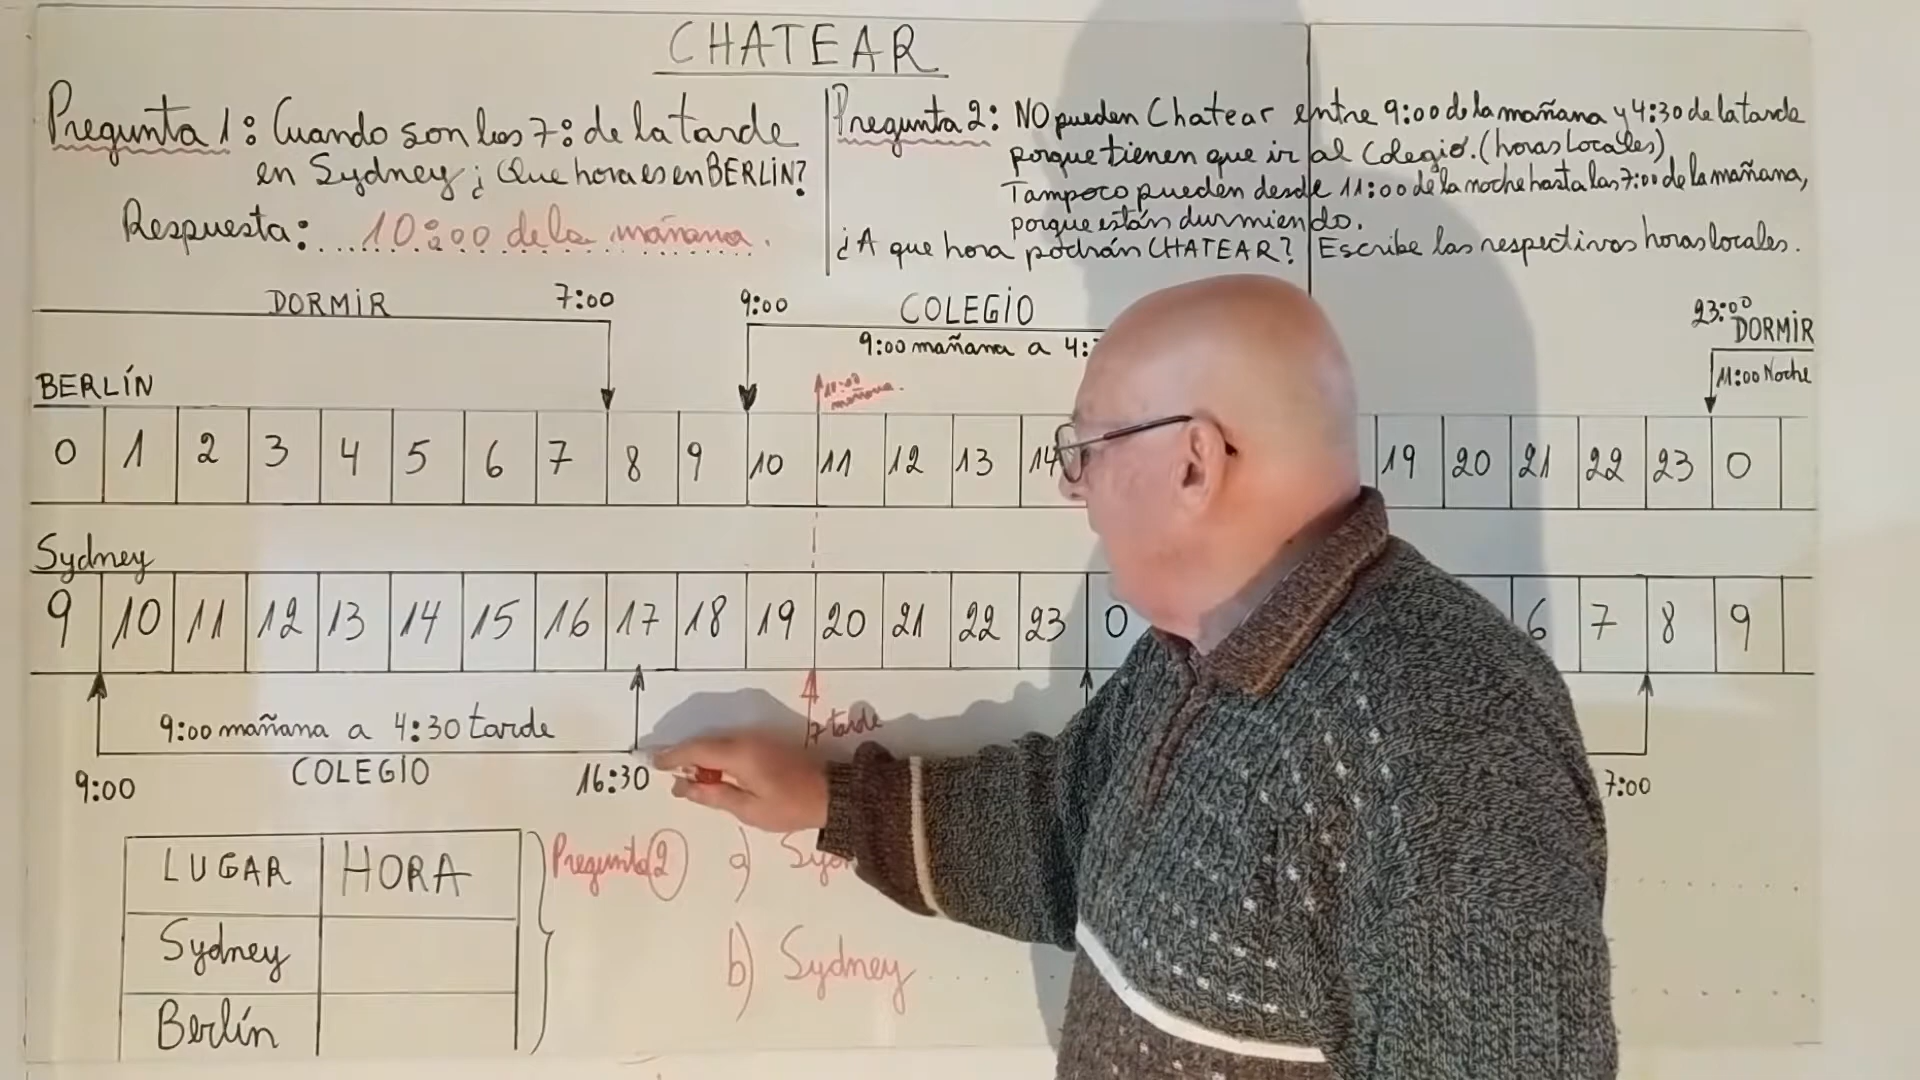 CHATEAR
Pregunta 1: Cuando son las 7: de la tarde
en Sydney ¿ Que hora es en BERLIN?
Respuesta: 10:00 de la mañana.
Pregunta 2: NO pueden Chatear entre 9:00 de la mañana y 4:30 de la tarde
porque tienen que ir al Colegio. (horas locales)
Tampoco pueden desde 11:00 de la noche hasta las 7:00 de la mañana,
porque están durmiendo.
¿A que hora podrán CHATEAR? Escribe las respectivas horas locales.
DORMIR 7:00 9:00 COLEGIO 23:00 DORMIR
9:00 mañana a 4: 11:00 Noche
BERLÍN 10:00 mañana.
0 1 2 3 4 5 6 7 8 9 10 11 12 13 14 19 20 21 22 23 0
Sydney
9 10 11 12 13 14 15 16 17 18 19 20 21 22 23 0 6 7 8 9
9:00 mañana a 4:30 tarde 7 tarde
9:00 COLEGIO 16:30 7:00
LUGAR HORA
Sydney
Berlín
Pregunta 2 a)
b) Sydney